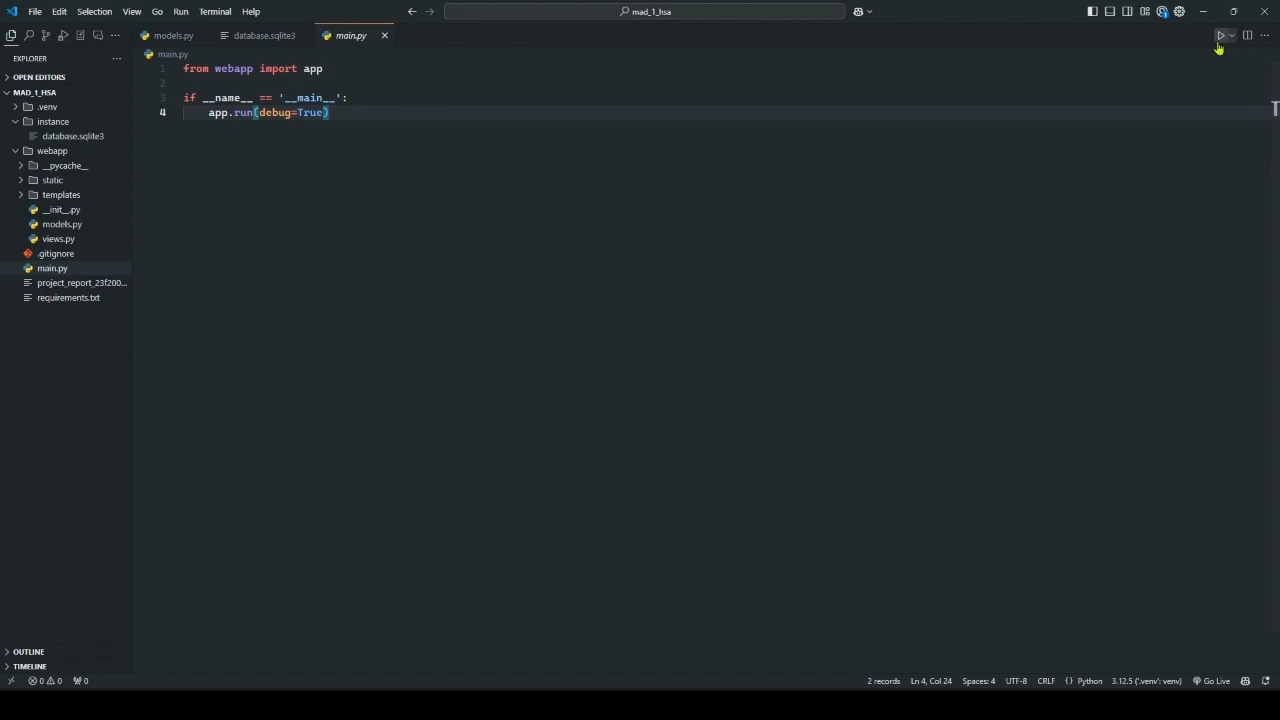 File Edit Selection View Go Run Terminal Help
mad_1_hsa
models.py database.sqlite3 main.py
EXPLORER
main.py
OPEN EDITORS
MAD_1_HSA
.venv
instance
database.sqlite3
webapp
__pycache__
static
templates
__init__.py
models.py
views.py
.gitignore
main.py
project_report_23f200...
requirements.txt
1 from webapp import app
2
3 if __name__ == '__main__':
4 app.run(debug=True)
OUTLINE
TIMELINE
0 0 0 2 records Ln 4, Col 24 Spaces: 4 UTF-8 CRLF {} Python 3.12.5 ('.venv': venv) Go Live